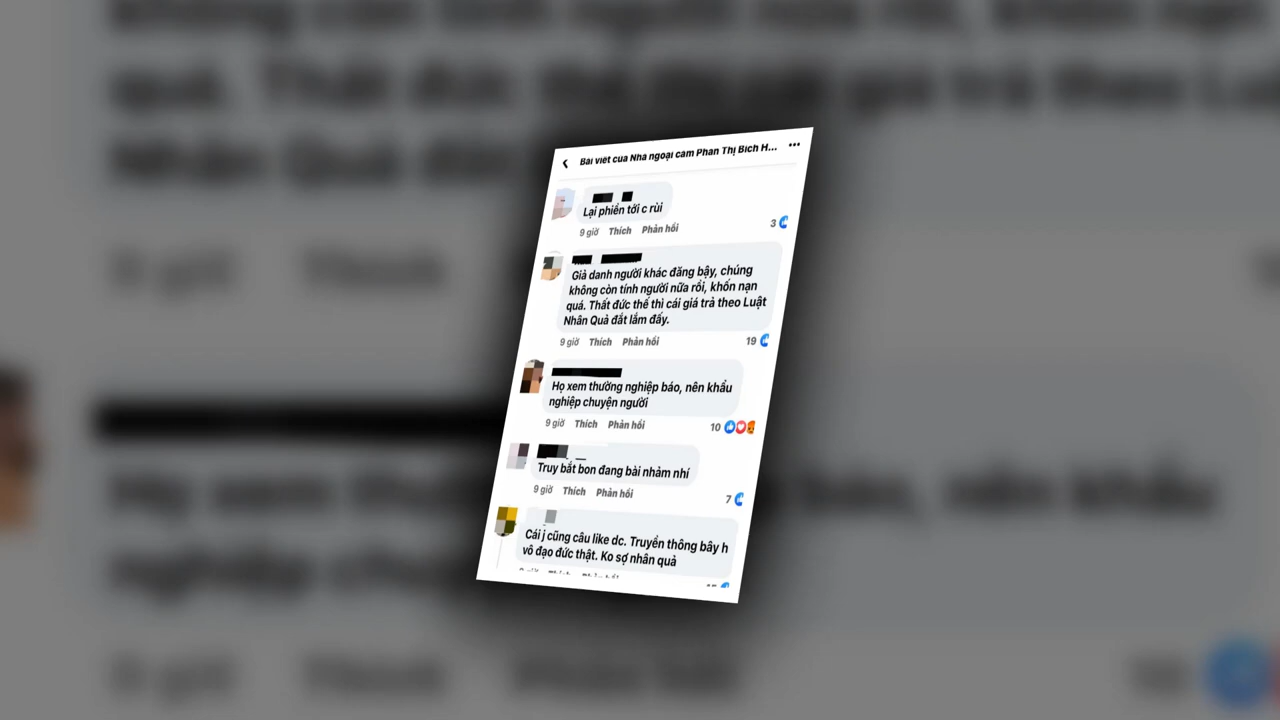 Bài viết của Nhà ngoại cảm Phan Thị Bích H...
Lại phiền tới c rùi
9 giờ Thích Phản hồi 3
Giả danh người khác đăng bậy, chúng
không còn tính người nữa rồi, khốn nạn
quá. Thất đức thế thì cái giá trả theo Luật
Nhân Quả đắt lắm đấy.
9 giờ Thích Phản hồi 19
Họ xem thường nghiệp báo, nên khẩu
nghiệp chuyện người
9 giờ Thích Phản hồi 10
Truy bắt bon đang bài nhảm nhí
9 giờ Thích Phản hồi 7
Cái j cũng câu like dc. Truyền thông bây h
vô đạo đức thật. Ko sợ nhân quả